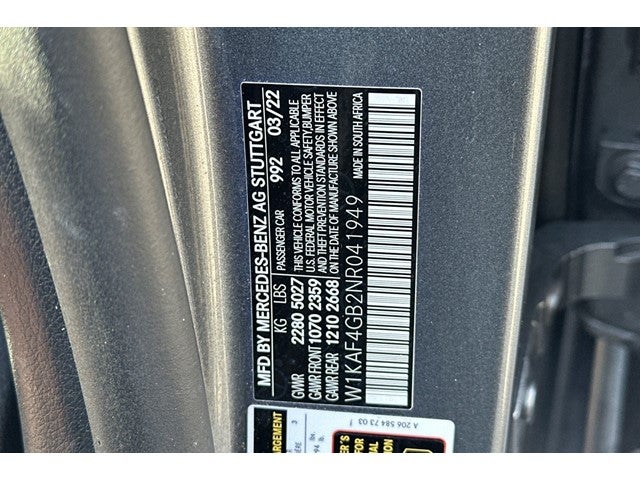 MFD BY MERCEDES-BENZ AG STUTTGART
PASSENGER CAR 992 03/22
KG LBS
GVWR 2280 5027
GAWR FRONT 1070 2359
GAWR REAR 1210 2668
THIS VEHICLE CONFORMS TO ALL APPLICABLE
U.S. FEDERAL MOTOR VEHICLE SAFETY, BUMPER
AND THEFT PREVENTION STANDARDS IN EFFECT
ON THE DATE OF MANUFACTURE SHOWN ABOVE
MADE IN SOUTH AFRICA
W1KAF4GB2NR041949
A 206 584 73 03